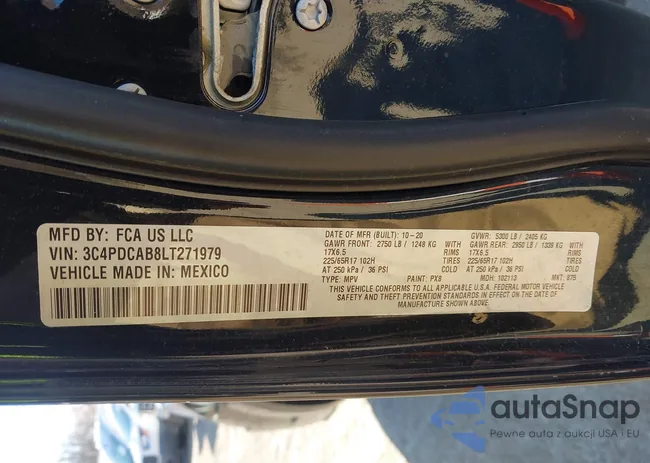 MFD BY: FCA US LLC
VIN: 3C4PDCAB8LT271979
VEHICLE MADE IN: MEXICO
DATE OF MFR (BUILT): 10-20 GVWR: 5300 LB / 2405 KG
GAWR FRONT: 2750 LB / 1248 KG WITH GAWR REAR: 2950 LB / 1339 KG WITH
17X6.5 RIMS 17X6.5 RIMS
225/65R17 102H TIRES 225/65R17 102H TIRES
AT 250 kPa / 36 PSI COLD AT 250 kPa / 36 PSI COLD
TYPE: MPV PAINT: PX8 MDH: 102113 MKT: 87S
THIS VEHICLE CONFORMS TO ALL APPLICABLE U.S.A. FEDERAL MOTOR VEHICLE
SAFETY AND THEFT PREVENTION STANDARDS IN EFFECT ON THE DATE OF
MANUFACTURE SHOWN ABOVE.
autaSnap
Pewne auta z aukcji USA i EU